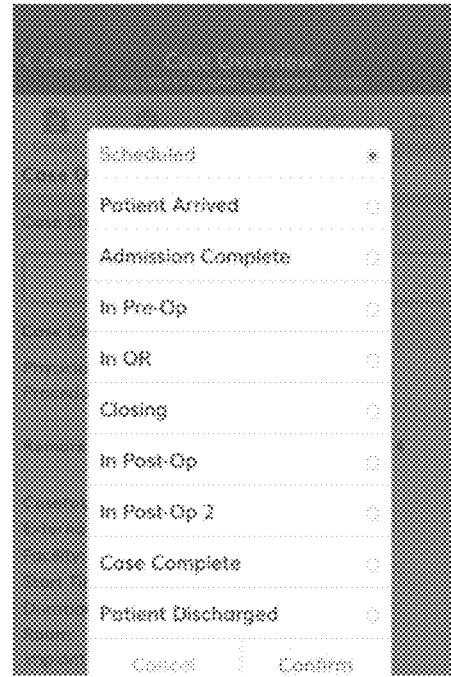 Scheduled
Patient Arrived
Admission Complete
In Pre-Op
In OR
Closing
In Post-Op
In Post-Op 2
Case Complete
Patient Discharged
Cancel Confirm